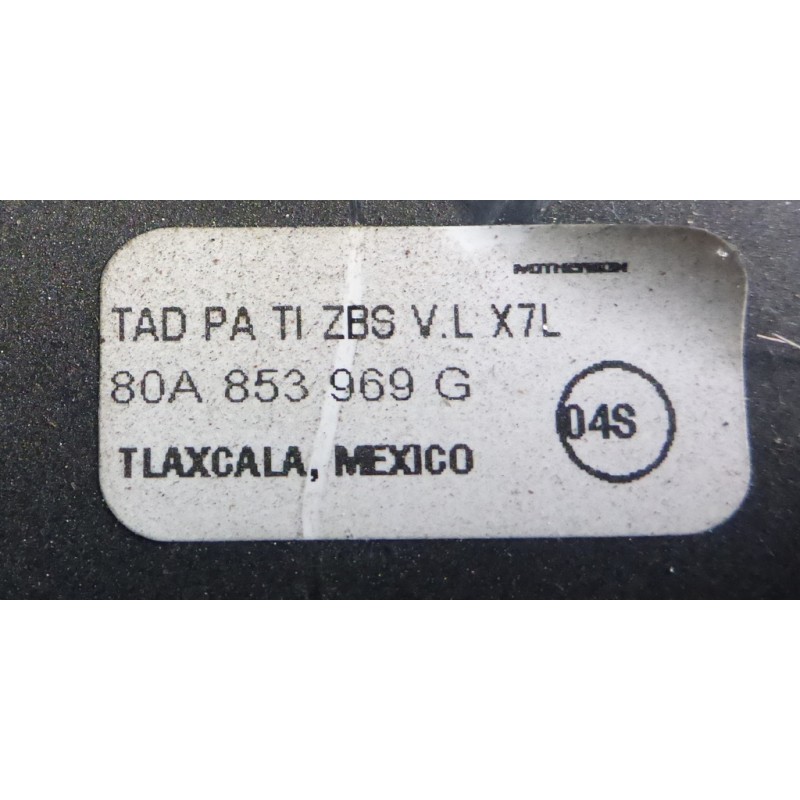 MOTHERSON
.TAD PA TI ZBS V.L X7L
80A 853 969 G
04S
TLAXCALA, MEXICO